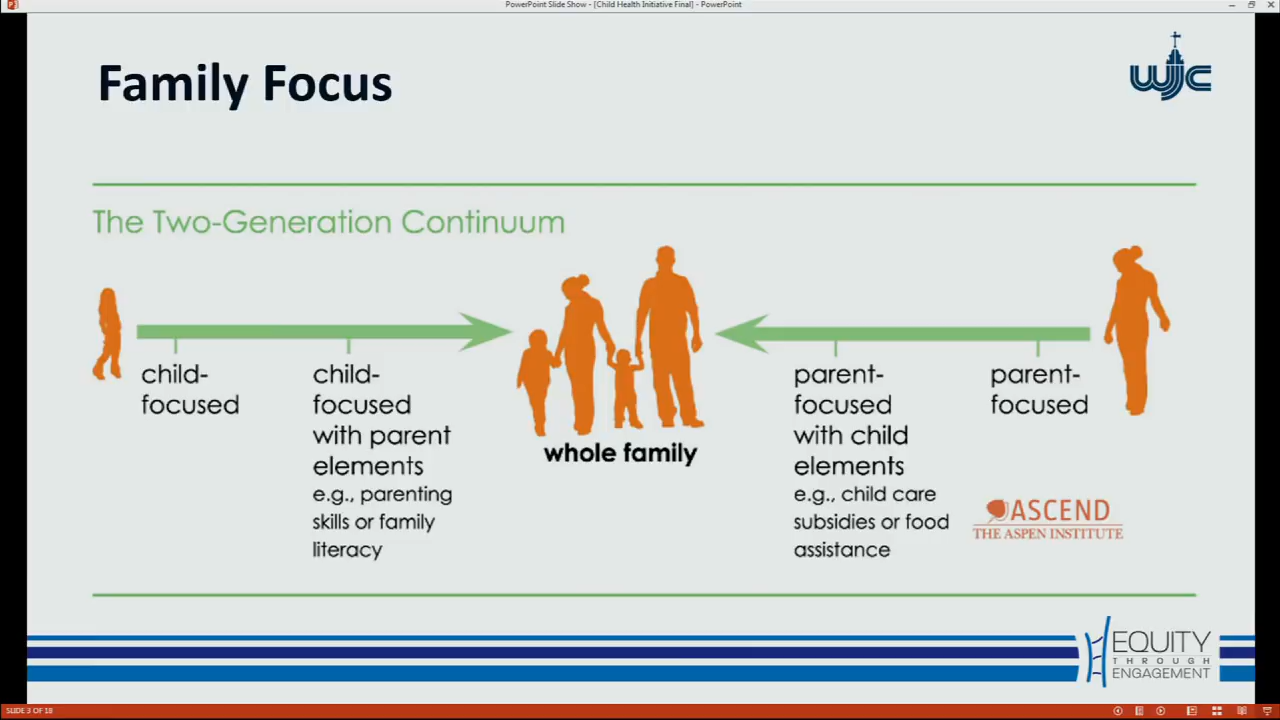 PowerPoint Slide Show - [Child Health Initiative Final] - PowerPoint
Family Focus
WJC
The Two-Generation Continuum
child-
focused
child-
focused
with parent
elements
e.g., parenting
skills or family
literacy
whole family
parent-
focused
with child
elements
e.g., child care
subsidies or food
assistance
parent-
focused
ASCEND
THE ASPEN INSTITUTE
EQUITY
THROUGH
ENGAGEMENT
SLIDE 3 OF 18